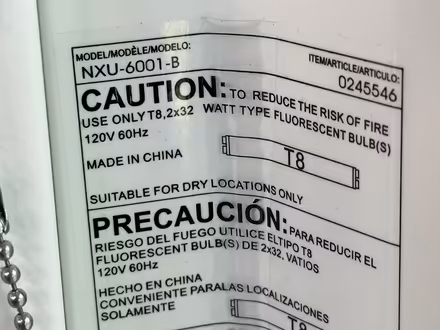 MODEL/MODÈLE/MODELO:
NXU-6001-B
ITEM/ARTICLE/ARTICULO:
0245546
CAUTION: TO REDUCE THE RISK OF FIRE
USE ONLY T8,2x32 WATT TYPE FLUORESCENT BULB(S)
120V 60Hz
MADE IN CHINA
T8
SUITABLE FOR DRY LOCATIONS ONLY
PRECAUCIÓN: PARA REDUCIR EL
RIESGO DEL FUEGO UTILICE ELTIPO T8
FLUORESCENT BULB(S) DE 2x32, VATIOS
120V 60Hz
HECHO EN CHINA
CONVENIENTE PARALAS LOCALIZACIONES
SOLAMENTE
T8